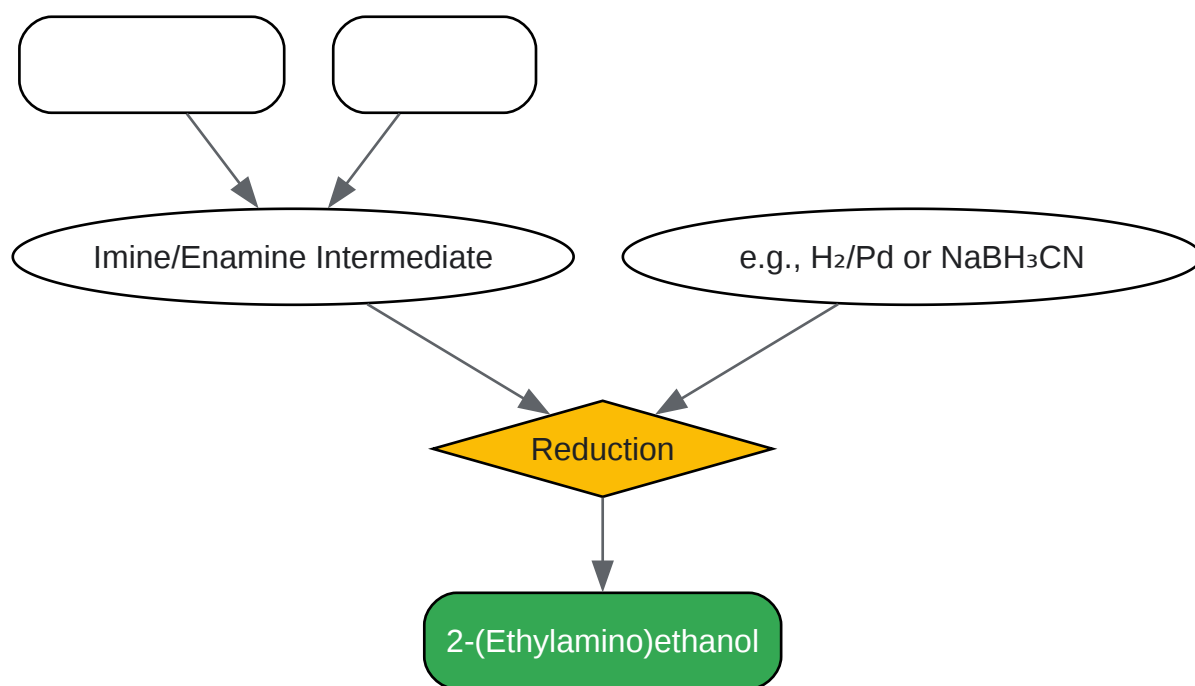 Imine/Enamine Intermediate
e.g., H₂/Pd or NaBH₃CN
Reduction
2-(Ethylamino)ethanol